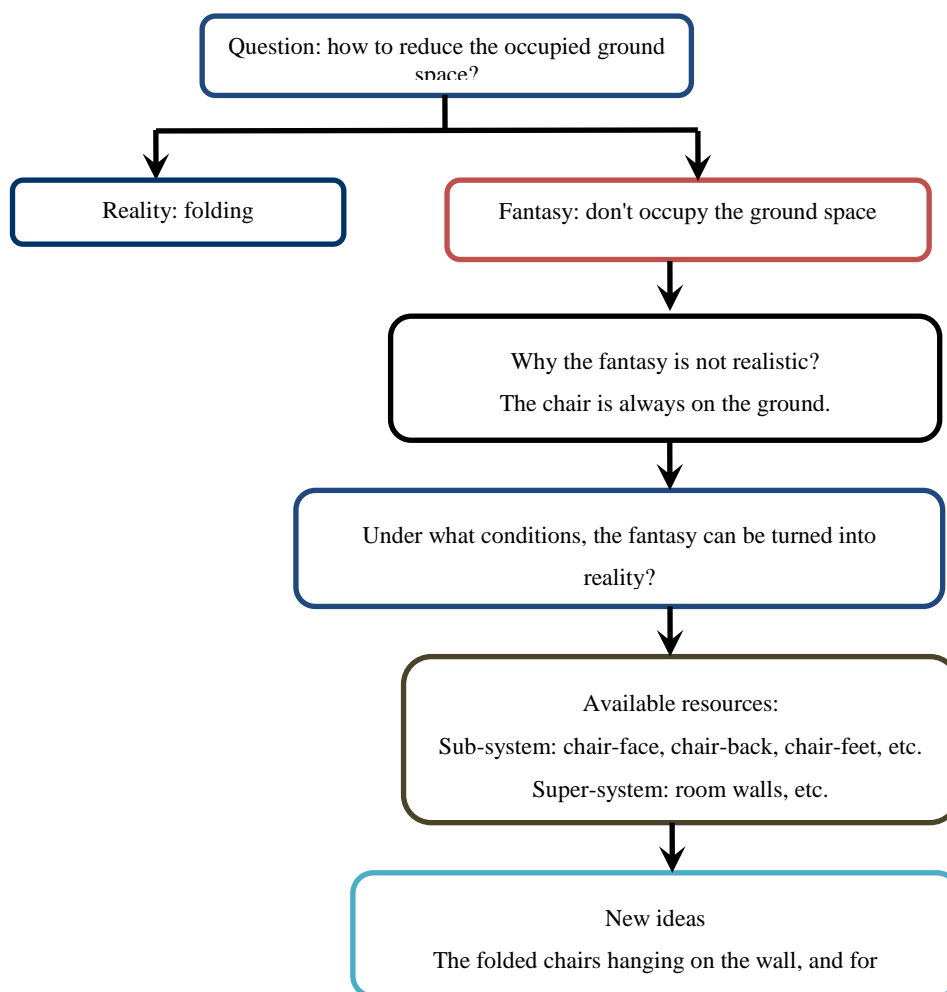 Question: how to reduce the occupied ground
space?
Reality: folding
Fantasy: don't occupy the ground space
Why the fantasy is not realistic?
The chair is always on the ground.
Under what conditions, the fantasy can be turned into
reality?
Available resources:
Sub-system: chair-face, chair-back, chair-feet, etc.
Super-system: room walls, etc.
New ideas
The folded chairs hanging on the wall, and for